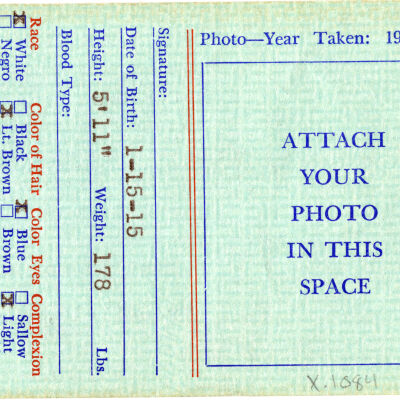 Photo—Year Taken: 19
ATTACH
YOUR
PHOTO
IN THIS
SPACE
X.1084
Signature:
Date of Birth: 1-15-15
Height: 5'11" Weight: 178 Lbs.
Blood Type:
Race Color of Hair Color Eyes Complexion
X White Black X Blue Sallow
Negro X Lt. Brown Brown X Light